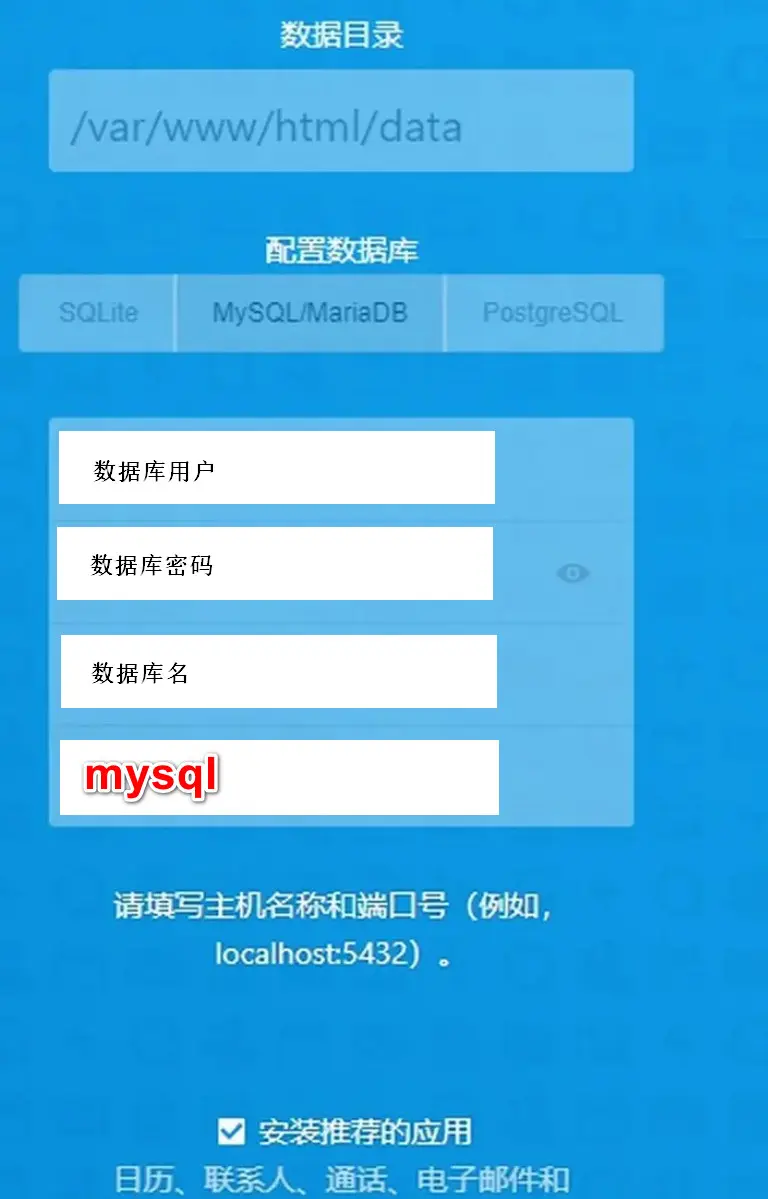 数据目录
/var/www/html/data
配置数据库
SQLite
MySQL/MariaDB
PostgreSQL
数据库用户
数据库密码
数据库名
mysql
请填写主机名称和端口号（例如，
localhost:5432）。
安装推荐的应用
日历、联系人、通话、电子邮件和